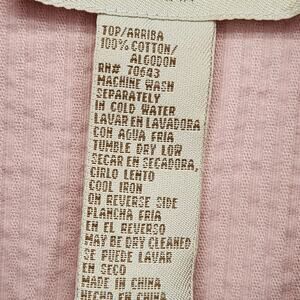 TOP/ARRIBA
100% COTTON/
ALGODON
RN# 70643
MACHINE WASH
SEPARATELY
IN COLD WATER
LAVAR EN LAVADORA
CON AGUA FRIA
TUMBLE DRY LOW
SECAR EN SECADORA,
CIRLO LENTO
COOL IRON
ON REVERSE SIDE
PLANCHA FRIA
EN EL REVERSO
MAY BE DRY CLEANED
SE PUEDE LAVAR
EN SECO
MADE IN CHINA
HECHO EN CHINA